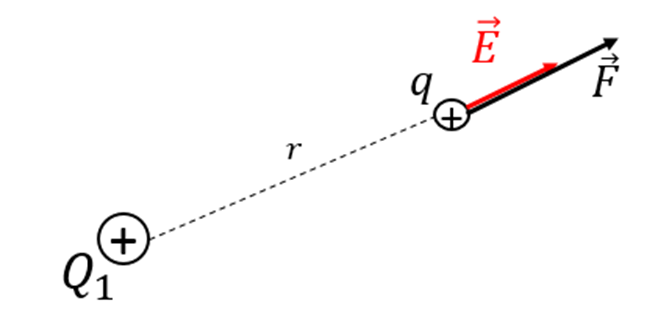 E⃗
q
F⃗
+
r
+
Q₁